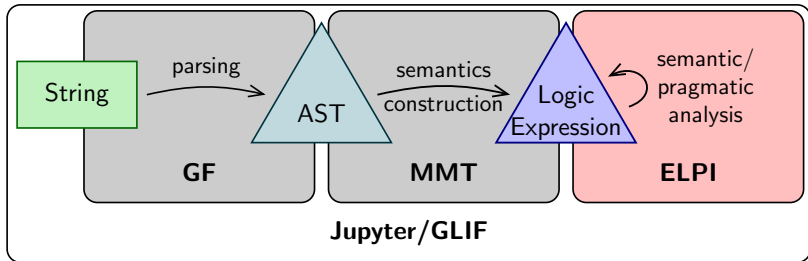 String
parsing
AST
semantics
construction
Logic
Expression
semantic/
pragmatic
analysis
GF
MMT
ELPI
Jupyter/GLIF